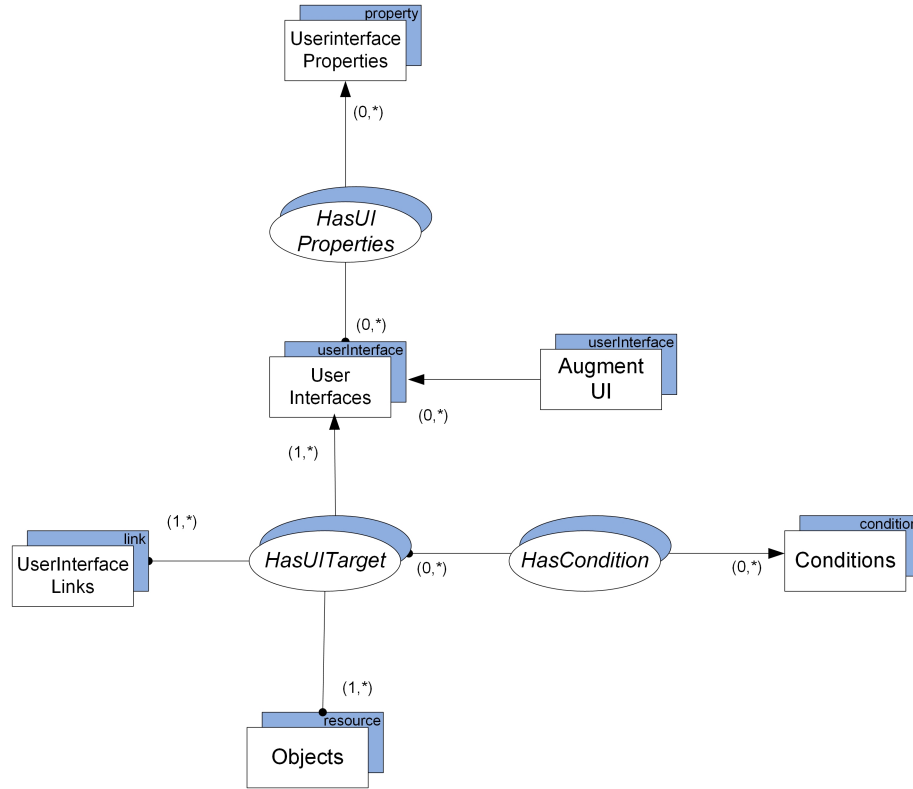 property
Userinterface
Properties
(0,*)
HasUI
Properties
(0,*)
userInterface
User
Interfaces
userInterface
Augment
UI
(0,*)
(1,*)
(1,*)
link
UserInterface
Links
HasUITarget
(0,*)
HasCondition
(0,*)
condition
Conditions
(1,*)
resource
Objects